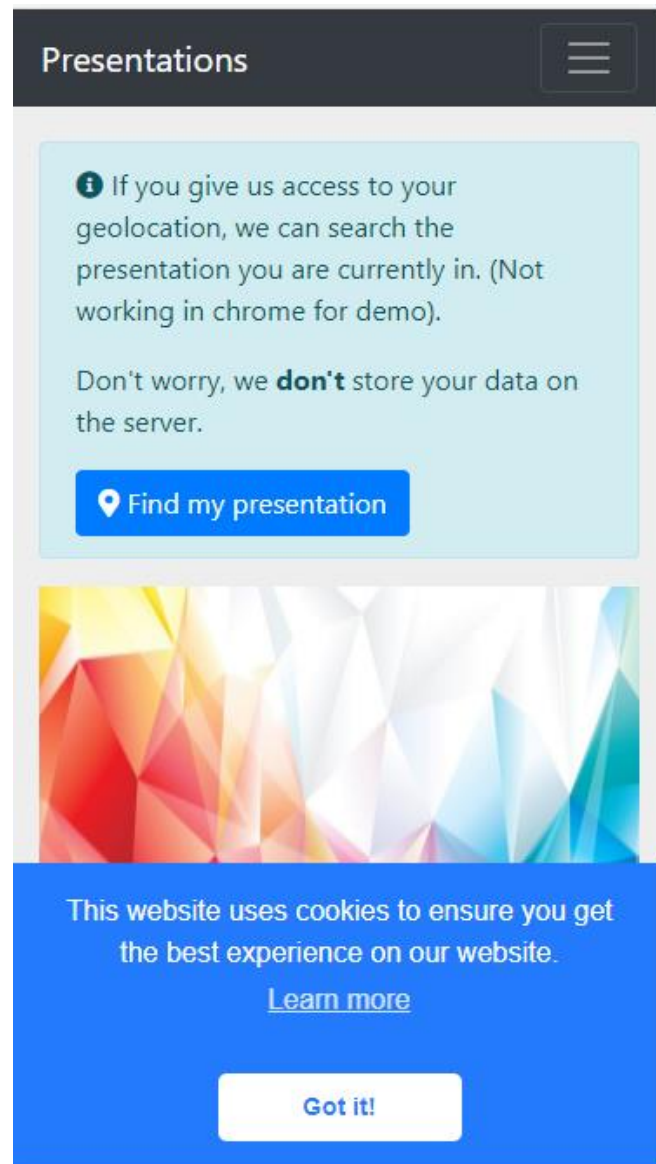 Presentations
If you give us access to your
geolocation, we can search the
presentation you are currently in. (Not
working in chrome for demo).
Don't worry, we don't store your data on
the server.
Find my presentation
This website uses cookies to ensure you get
the best experience on our website.
Learn more
Got it!